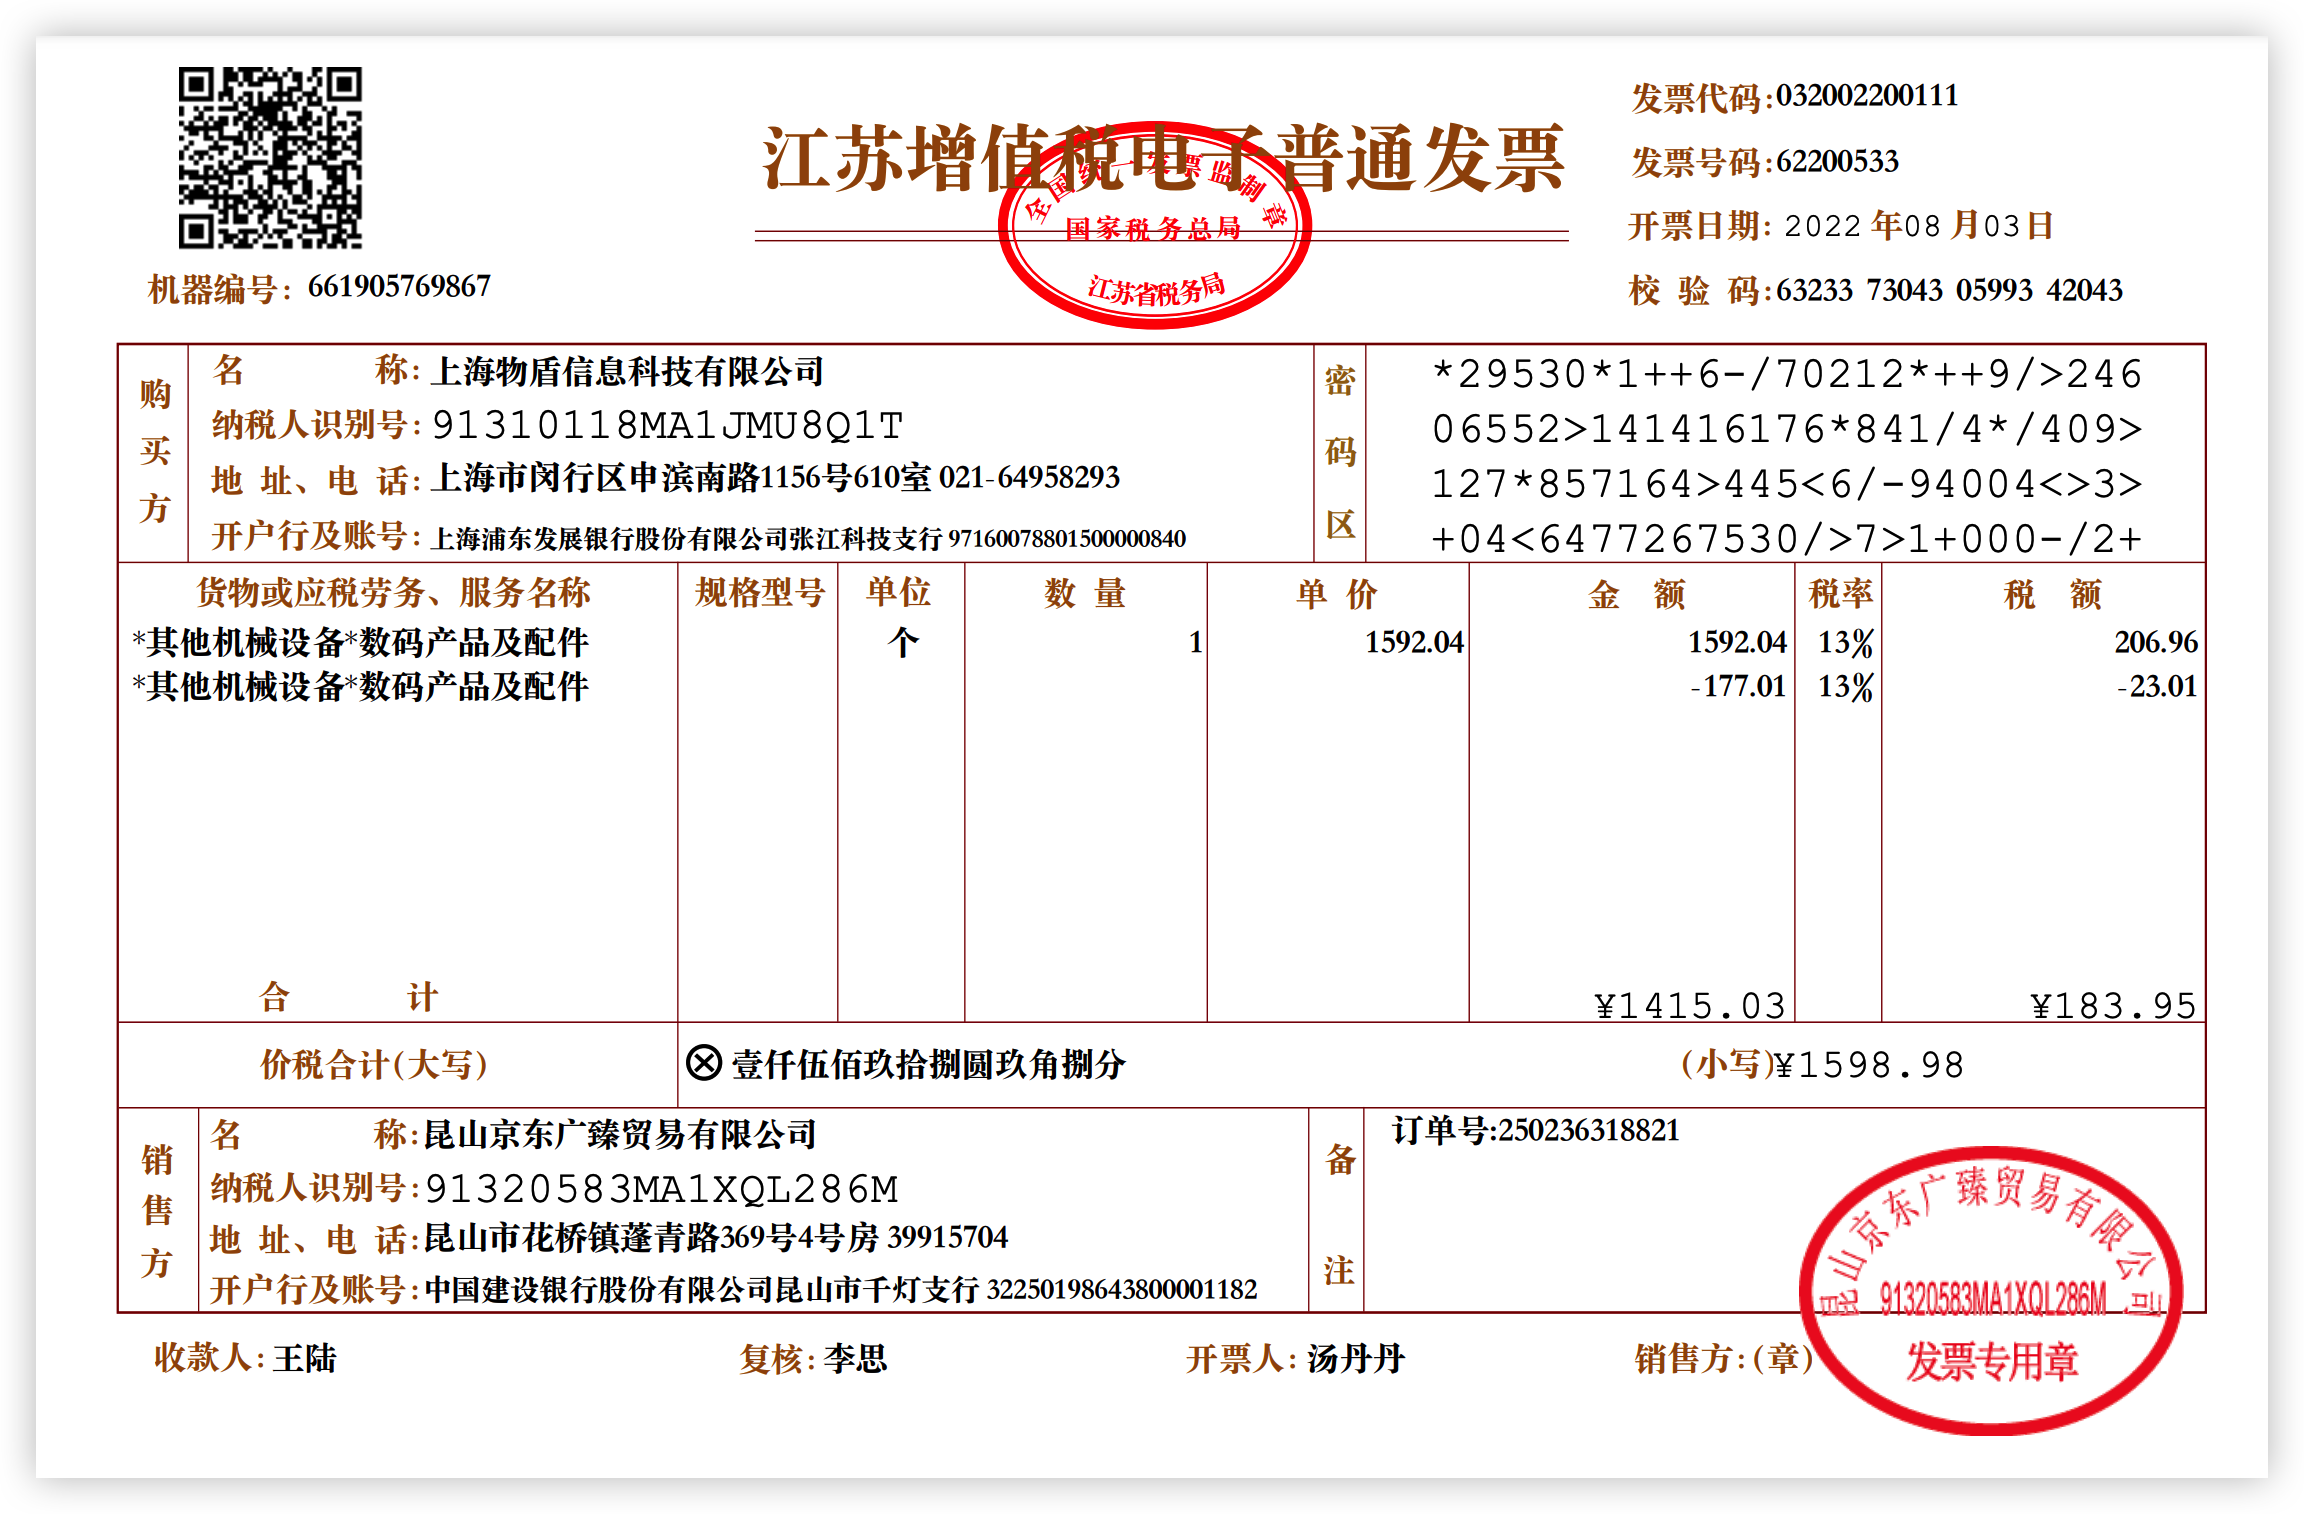 江苏增值税电子普通发票
全国统一发票监制章
国家税务总局
江苏省税务局
发票代码:032002200111
发票号码:62200533
开票日期: 2022 年08 月03日
校 验 码:63233 73043 05993 42043
机器编号: 661905769867
购买方
名 称: 上海物盾信息科技有限公司
纳税人识别号: 91310118MA1JMU8Q1T
地 址、电 话: 上海市闵行区申滨南路1156号610室 021-64958293
开户行及账号: 上海浦东发展银行股份有限公司张江科技支行 97160078801500000840
密码区
*29530*1++6-/70212*++9/>246
06552>141416176*841/4*/409>
127*857164>445<6/-94004<>3>
+04<6477267530/>7>1+000-/2+
货物或应税劳务、服务名称 规格型号 单位 数 量 单 价 金 额 税率 税 额
*其他机械设备*数码产品及配件 个 1 1592.04 1592.04 13% 206.96
*其他机械设备*数码产品及配件 -177.01 13% -23.01
合 计 ¥1415.03 ¥183.95
价税合计(大写) ⊗ 壹仟伍佰玖拾捌圆玖角捌分 (小写)¥1598.98
销售方
名 称:昆山京东广臻贸易有限公司
纳税人识别号:91320583MA1XQL286M
地 址、电 话:昆山市花桥镇蓬青路369号4号房 39915704
开户行及账号:中国建设银行股份有限公司昆山市千灯支行 32250198643800001182
备注
订单号:250236318821
昆山京东广臻贸易有限公司
91320583MA1XQL286M
发票专用章
收款人: 王陆 复核: 李思 开票人: 汤丹丹 销售方:(章)